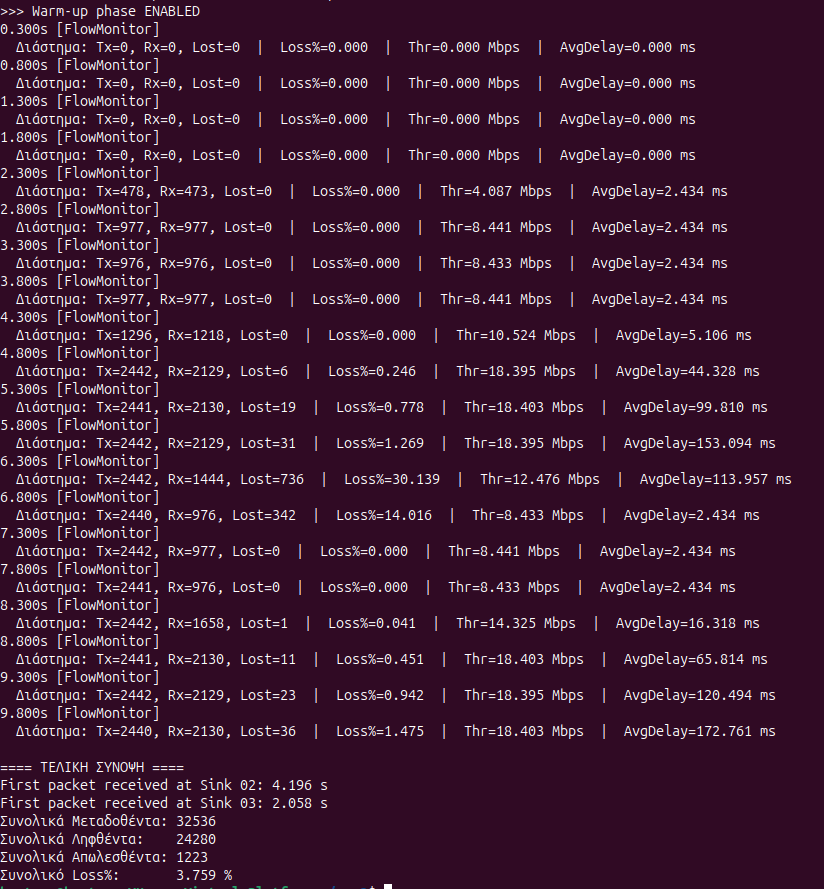 >>> Warm-up phase ENABLED
0.300s [FlowMonitor]
  Διάστημα: Tx=0, Rx=0, Lost=0  |  Loss%=0.000  |  Thr=0.000 Mbps  |  AvgDelay=0.000 ms
0.800s [FlowMonitor]
  Διάστημα: Tx=0, Rx=0, Lost=0  |  Loss%=0.000  |  Thr=0.000 Mbps  |  AvgDelay=0.000 ms
1.300s [FlowMonitor]
  Διάστημα: Tx=0, Rx=0, Lost=0  |  Loss%=0.000  |  Thr=0.000 Mbps  |  AvgDelay=0.000 ms
1.800s [FlowMonitor]
  Διάστημα: Tx=0, Rx=0, Lost=0  |  Loss%=0.000  |  Thr=0.000 Mbps  |  AvgDelay=0.000 ms
2.300s [FlowMonitor]
  Διάστημα: Tx=478, Rx=473, Lost=0  |  Loss%=0.000  |  Thr=4.087 Mbps  |  AvgDelay=2.434 ms
2.800s [FlowMonitor]
  Διάστημα: Tx=977, Rx=977, Lost=0  |  Loss%=0.000  |  Thr=8.441 Mbps  |  AvgDelay=2.434 ms
3.300s [FlowMonitor]
  Διάστημα: Tx=976, Rx=976, Lost=0  |  Loss%=0.000  |  Thr=8.433 Mbps  |  AvgDelay=2.434 ms
3.800s [FlowMonitor]
  Διάστημα: Tx=977, Rx=977, Lost=0  |  Loss%=0.000  |  Thr=8.441 Mbps  |  AvgDelay=2.434 ms
4.300s [FlowMonitor]
  Διάστημα: Tx=1296, Rx=1218, Lost=0  |  Loss%=0.000  |  Thr=10.524 Mbps  |  AvgDelay=5.106 ms
4.800s [FlowMonitor]
  Διάστημα: Tx=2442, Rx=2129, Lost=6  |  Loss%=0.246  |  Thr=18.395 Mbps  |  AvgDelay=44.328 ms
5.300s [FlowMonitor]
  Διάστημα: Tx=2441, Rx=2130, Lost=19  |  Loss%=0.778  |  Thr=18.403 Mbps  |  AvgDelay=99.810 ms
5.800s [FlowMonitor]
  Διάστημα: Tx=2442, Rx=2129, Lost=31  |  Loss%=1.269  |  Thr=18.395 Mbps  |  AvgDelay=153.094 ms
6.300s [FlowMonitor]
  Διάστημα: Tx=2442, Rx=1444, Lost=736  |  Loss%=30.139  |  Thr=12.476 Mbps  |  AvgDelay=113.957 ms
6.800s [FlowMonitor]
  Διάστημα: Tx=2440, Rx=976, Lost=342  |  Loss%=14.016  |  Thr=8.433 Mbps  |  AvgDelay=2.434 ms
7.300s [FlowMonitor]
  Διάστημα: Tx=2442, Rx=977, Lost=0  |  Loss%=0.000  |  Thr=8.441 Mbps  |  AvgDelay=2.434 ms
7.800s [FlowMonitor]
  Διάστημα: Tx=2441, Rx=976, Lost=0  |  Loss%=0.000  |  Thr=8.433 Mbps  |  AvgDelay=2.434 ms
8.300s [FlowMonitor]
  Διάστημα: Tx=2442, Rx=1658, Lost=1  |  Loss%=0.041  |  Thr=14.325 Mbps  |  AvgDelay=16.318 ms
8.800s [FlowMonitor]
  Διάστημα: Tx=2441, Rx=2130, Lost=11  |  Loss%=0.451  |  Thr=18.403 Mbps  |  AvgDelay=65.814 ms
9.300s [FlowMonitor]
  Διάστημα: Tx=2442, Rx=2129, Lost=23  |  Loss%=0.942  |  Thr=18.395 Mbps  |  AvgDelay=120.494 ms
9.800s [FlowMonitor]
  Διάστημα: Tx=2440, Rx=2130, Lost=36  |  Loss%=1.475  |  Thr=18.403 Mbps  |  AvgDelay=172.761 ms
==== ΤΕΛΙΚΗ ΣΥΝΟΨΗ ====
First packet received at Sink 02: 4.196 s
First packet received at Sink 03: 2.058 s
Συνολικά Μεταδοθέντα: 32536
Συνολικά Ληφθέντα:    24280
Συνολικά Απωλεσθέντα: 1223
Συνολικό Loss%:       3.759 %